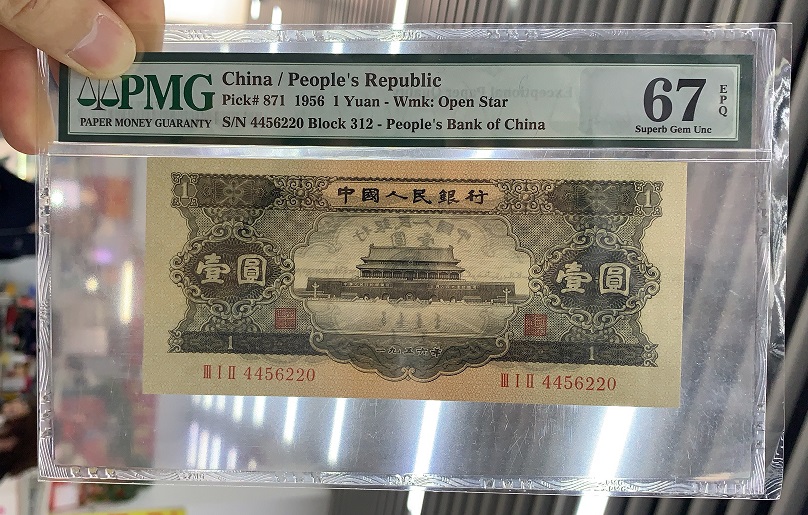 PMG
PAPER MONEY GUARANTY
China / People's Republic
Pick# 871 1956 1 Yuan - Wmk: Open Star
S/N 4456220 Block 312 - People's Bank of China
67 EPQ
Superb Gem Unc
1 中國人民銀行 1
壹圓 壹圓
1 一九五六年 1
III I II 4456220 III I II 4456220